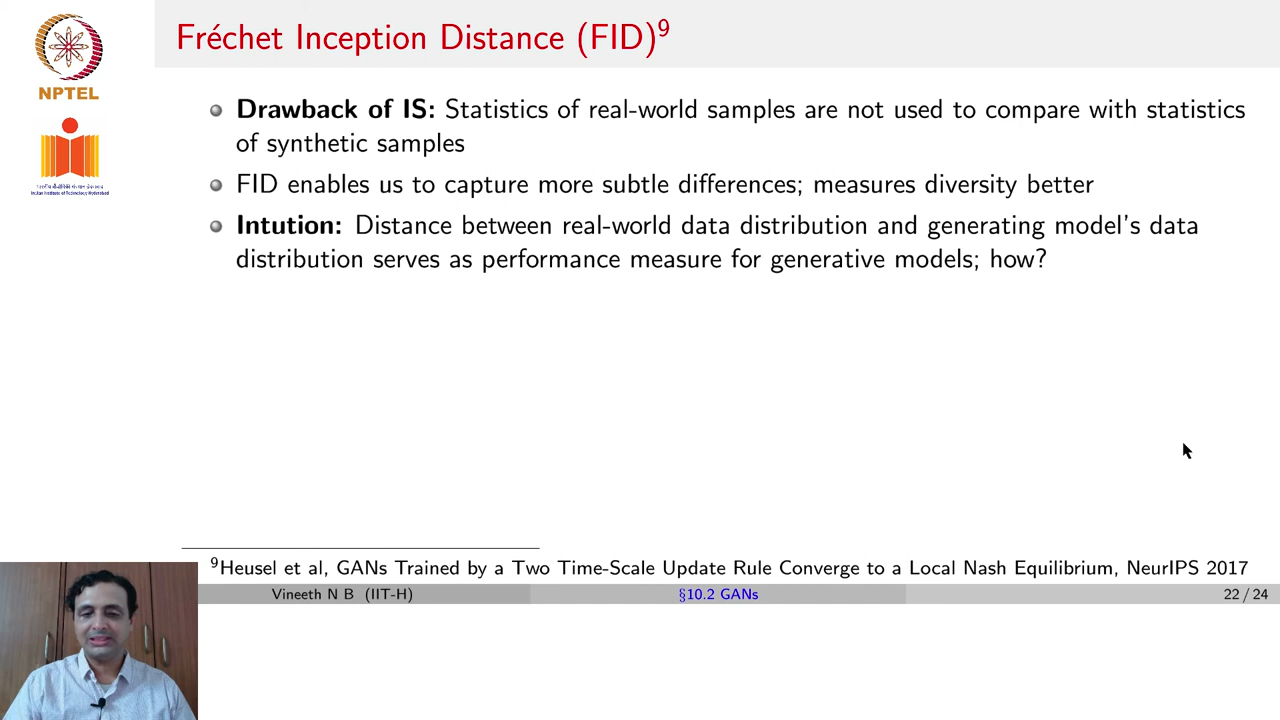 Fréchet Inception Distance (FID)9
NPTEL
Drawback of IS: Statistics of real-world samples are not used to compare with statistics
of synthetic samples
FID enables us to capture more subtle differences; measures diversity better
Intution: Distance between real-world data distribution and generating model's data
distribution serves as performance measure for generative models; how?
9Heusel et al, GANs Trained by a Two Time-Scale Update Rule Converge to a Local Nash Equilibrium, NeurIPS 2017
Vineeth N B (IIT-H) §10.2 GANs 22 / 24